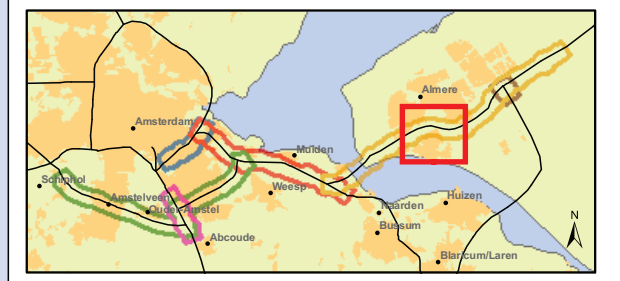 Almere
Amsterdam
Muiden
Schiphol
Weesp
Amstelveen
Huizen
Naarden
Ouder-Amstel
N
Bussum
Abcoude
Blaricum/Laren